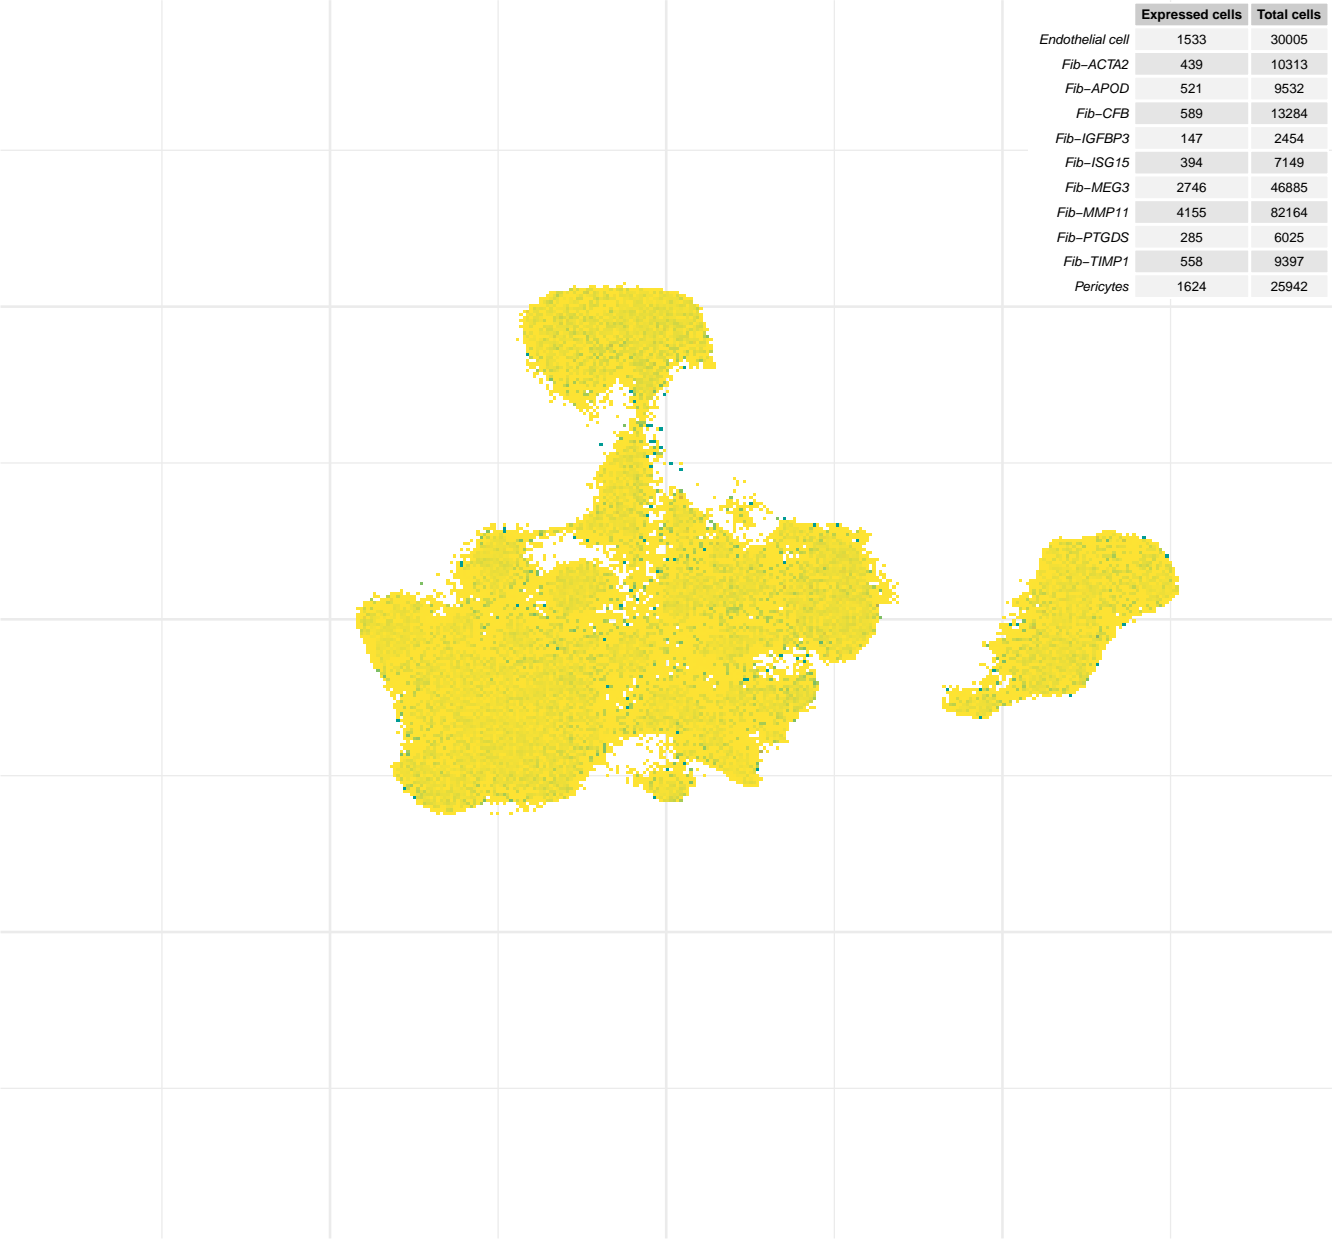 Expressed cells Total cells
Endothelial cell 1533 30005
Fib−ACTA2 439 10313
Fib−APOD 521 9532
Fib−CFB 589 13284
Fib−IGFBP3 147 2454
Fib−ISG15 394 7149
Fib−MEG3 2746 46885
Fib−MMP11 4155 82164
Fib−PTGDS 285 6025
Fib−TIMP1 558 9397
Pericytes 1624 25942